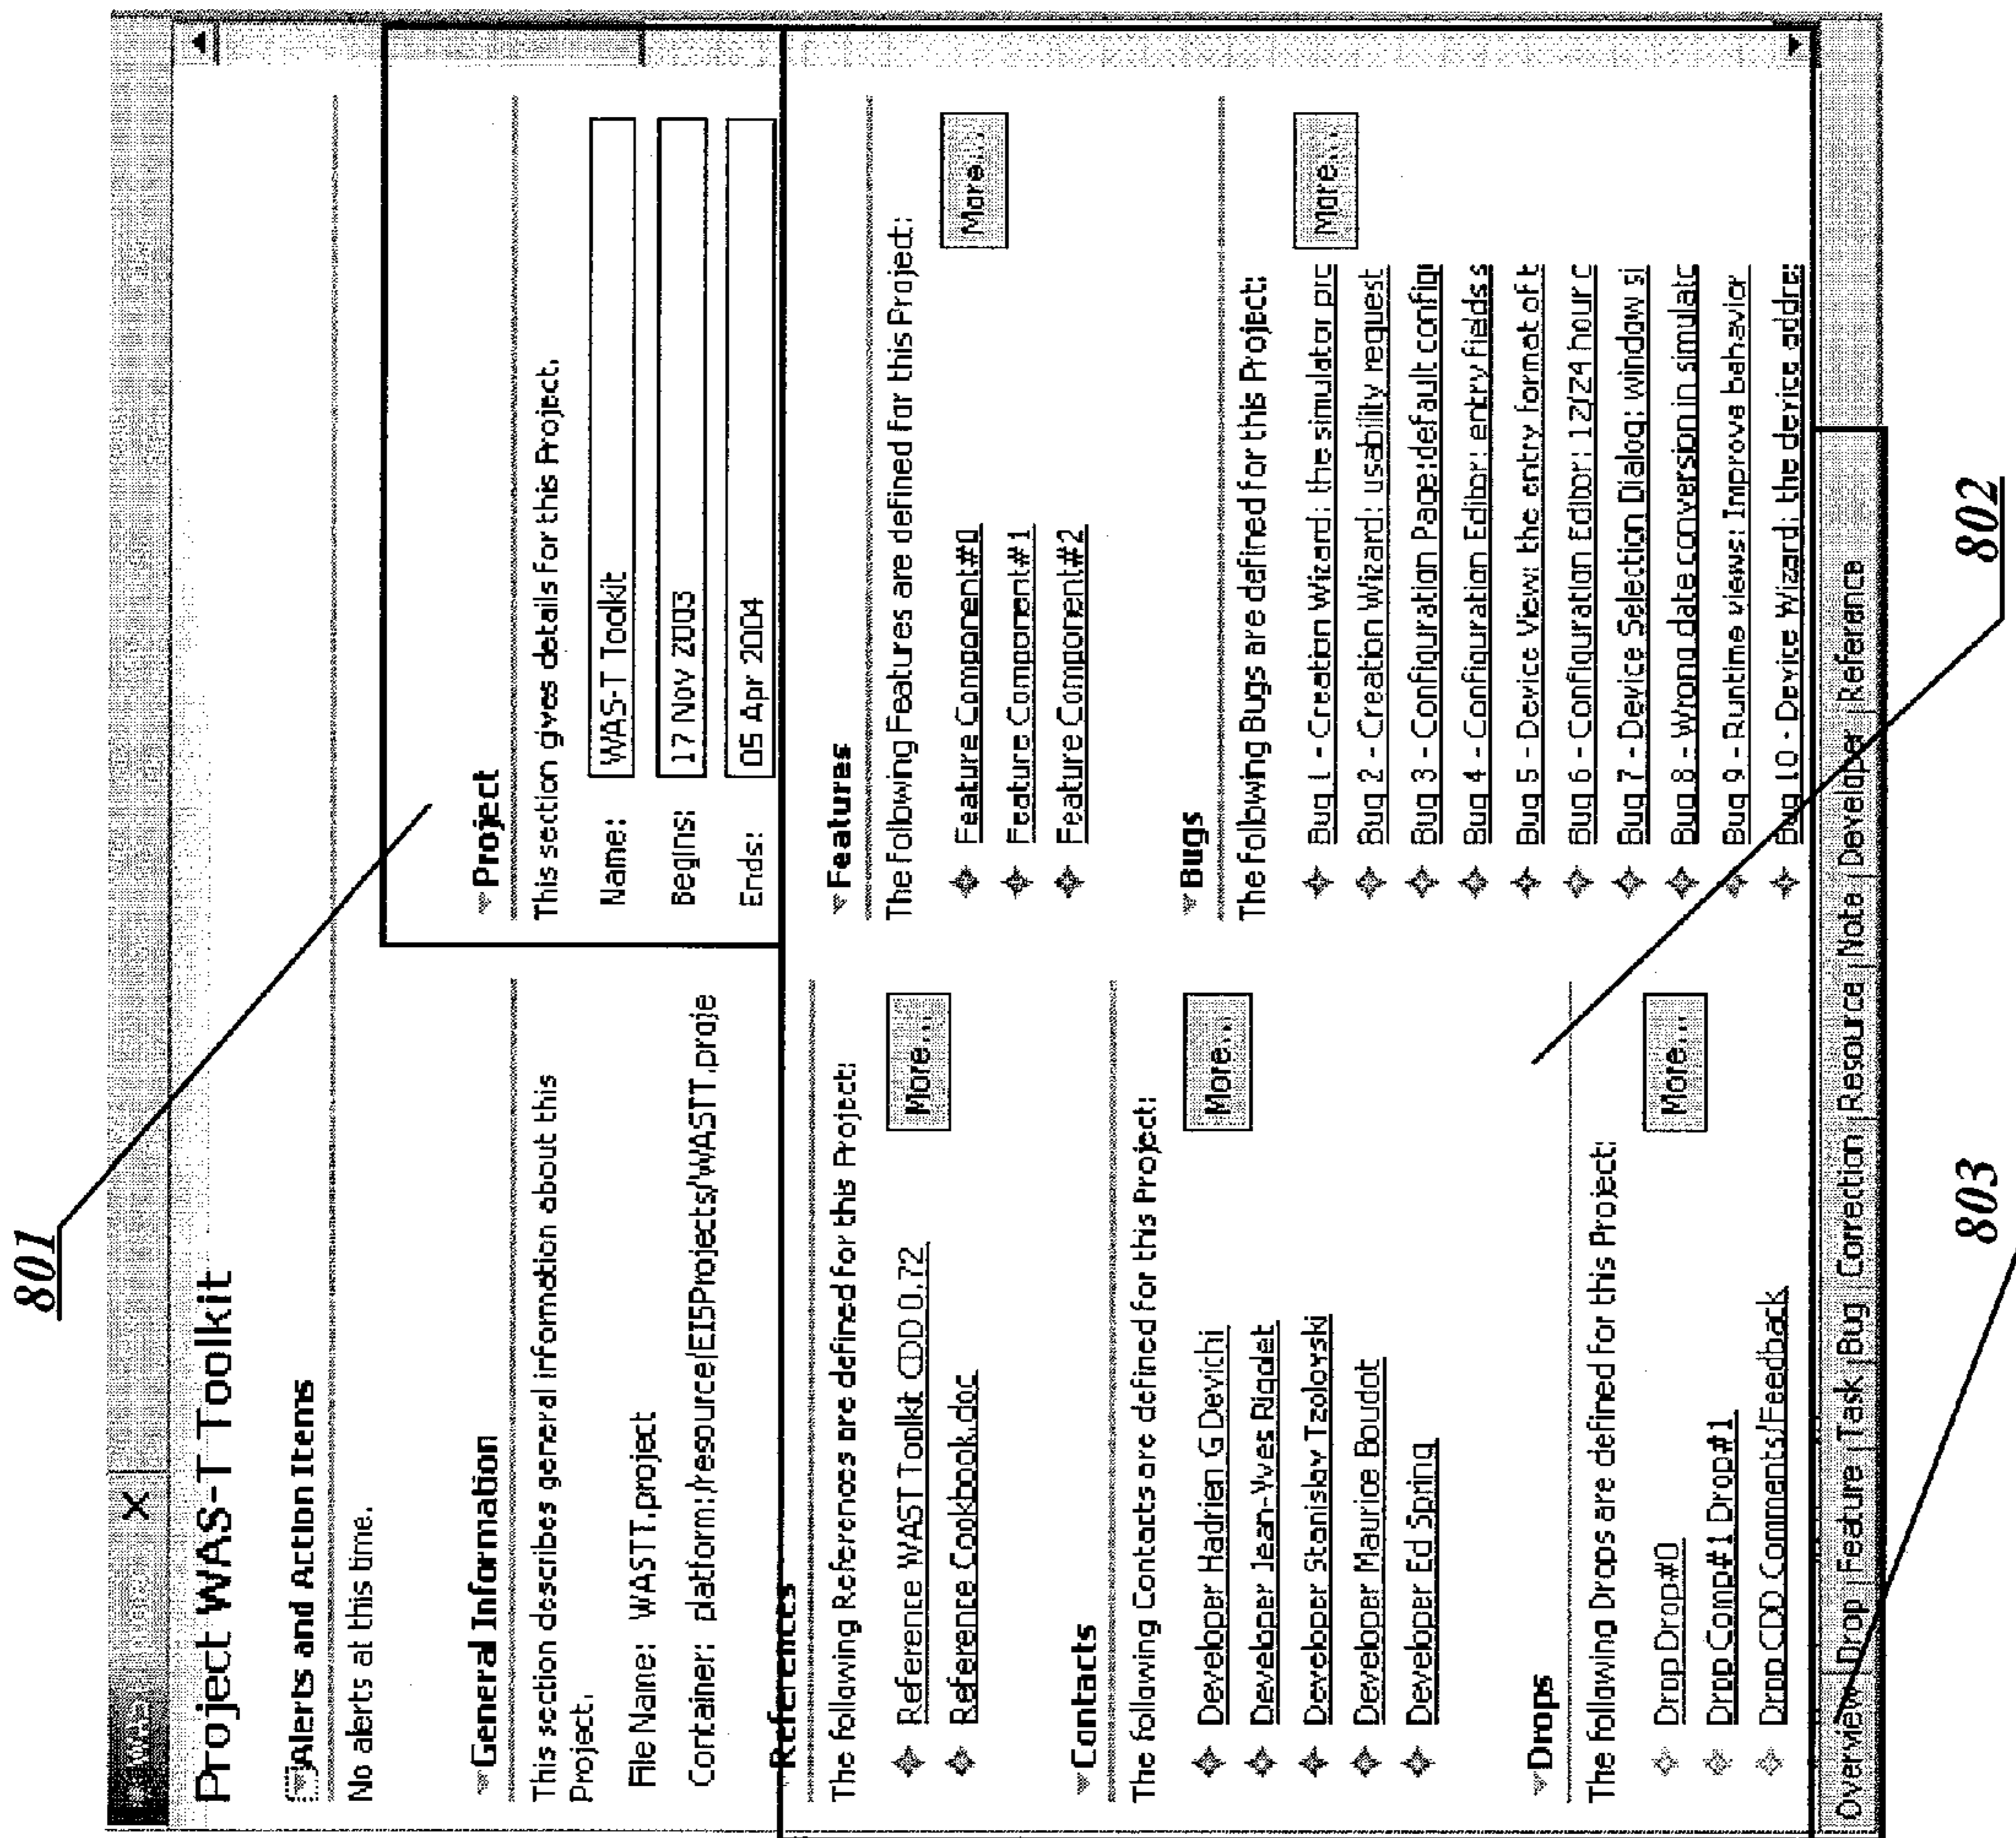 801
Project WAS-T Toolkit
Alerts and Action Items
No alerts at this time.
General Information
This section describes general information about this
Project.
File Name: WASTT.project
Container: platform:/resource/EISProjects/WASTT.proje
Project
This section gives details for this Project.
Name: WAS-T Toolkit
Begins: 17 Nov 2003
Ends: 05 Apr 2004
References
The following References are defined for this Project:
Reference WAST Toolkit CDD 0.72
Reference Cookbook.doc
More...
Contacts
The following Contacts are defined for this Project:
Developer Hadrien G Devichi
Developer Jean-Yves Rigolet
Developer Stanislav Tzolovski
Developer Maurice Boudot
Developer Ed Spring
More...
Drops
The following Drops are defined for this Project:
Drop Drop#0
Drop Comp#1 Drop#1
Drop CDD Comments/Feedback
More...
Features
The following Features are defined for this Project:
Feature Component#0
Feature Component#1
Feature Component#2
More...
Bugs
The following Bugs are defined for this Project:
Bug 1 - Creation Wizard: the simulator prc
Bug 2 - Creation Wizard: usability request
Bug 3 - Configuration Page:default configu
Bug 4 - Configuration Editor: entry fields s
Bug 5 - Device View: the entry format of t
Bug 6 - Configuration Editor: 12/24 hour c
Bug 7 - Device Selection Dialog: window si
Bug 8 - Wrong date conversion in simulatc
Bug 9 - Runtime views: Improve behavior
Bug 10 - Device Wizard: the device addres
More...
Overview Drop Feature Task Bug Correction Resource Note Developer Reference
802
803